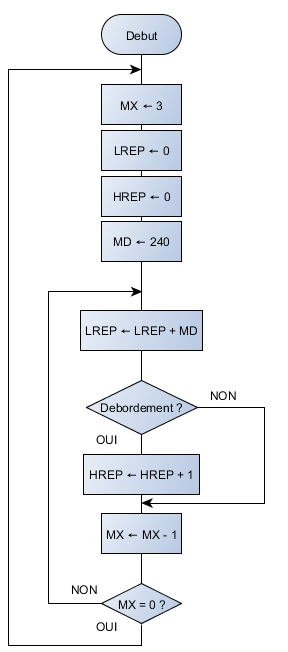 Debut
MX ← 3
LREP ← 0
HREP ← 0
MD ← 240
LREP ← LREP + MD
Debordement ?
NON
OUI
HREP ← HREP + 1
MX ← MX - 1
NON
MX = 0 ?
OUI